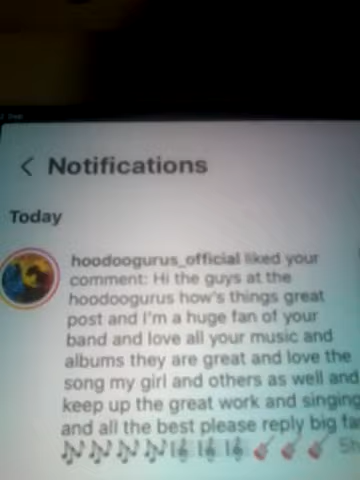 Notifications
Today
hoodoogurus_official liked your
comment: Hi the guys at the
hoodoogurus how's things great
post and I'm a huge fan of your
band and love all your music and
albums they are great and love the
song my girl and others as well and
keep up the great work and singing
and all the best please reply big fa
🎶🎶🎶🎶🎼🎼🎼🎸🎸🎸 5h